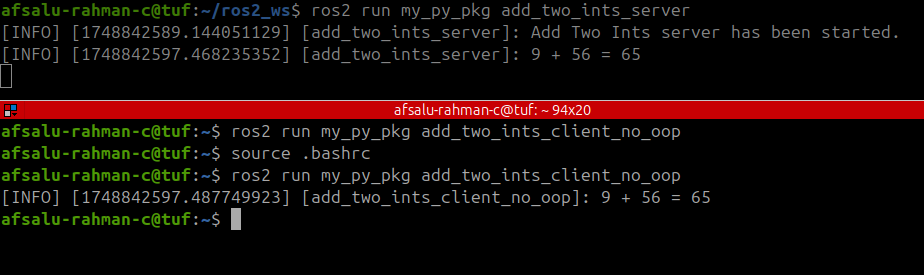 afsalu-rahman-c@tuf:~/ros2_ws$ ros2 run my_py_pkg add_two_ints_server
[INFO] [1748842589.144051129] [add_two_ints_server]: Add Two Ints server has been started.
[INFO] [1748842597.468235352] [add_two_ints_server]: 9 + 56 = 65
afsalu-rahman-c@tuf: ~ 94x20
afsalu-rahman-c@tuf:~$ ros2 run my_py_pkg add_two_ints_client_no_oop
afsalu-rahman-c@tuf:~$ source .bashrc
afsalu-rahman-c@tuf:~$ ros2 run my_py_pkg add_two_ints_client_no_oop
[INFO] [1748842597.487749923] [add_two_ints_client_no_oop]: 9 + 56 = 65
afsalu-rahman-c@tuf:~$